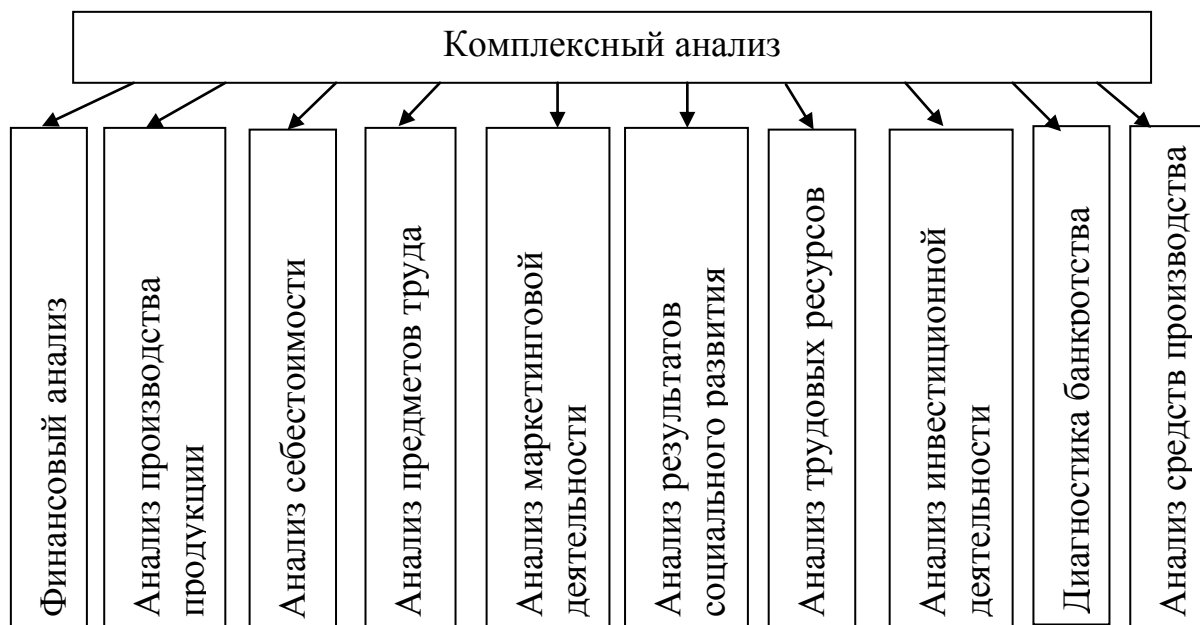 Комплексный анализ
Финансовый анализ
Анализ производства
продукции
Анализ себестоимости
Анализ предметов труда
Анализ маркетинговой
деятельности
Анализ результатов
социального развития
Анализ трудовых ресурсов
Анализ инвестиционной
деятельности
Диагностика банкротства
Анализ средств производства